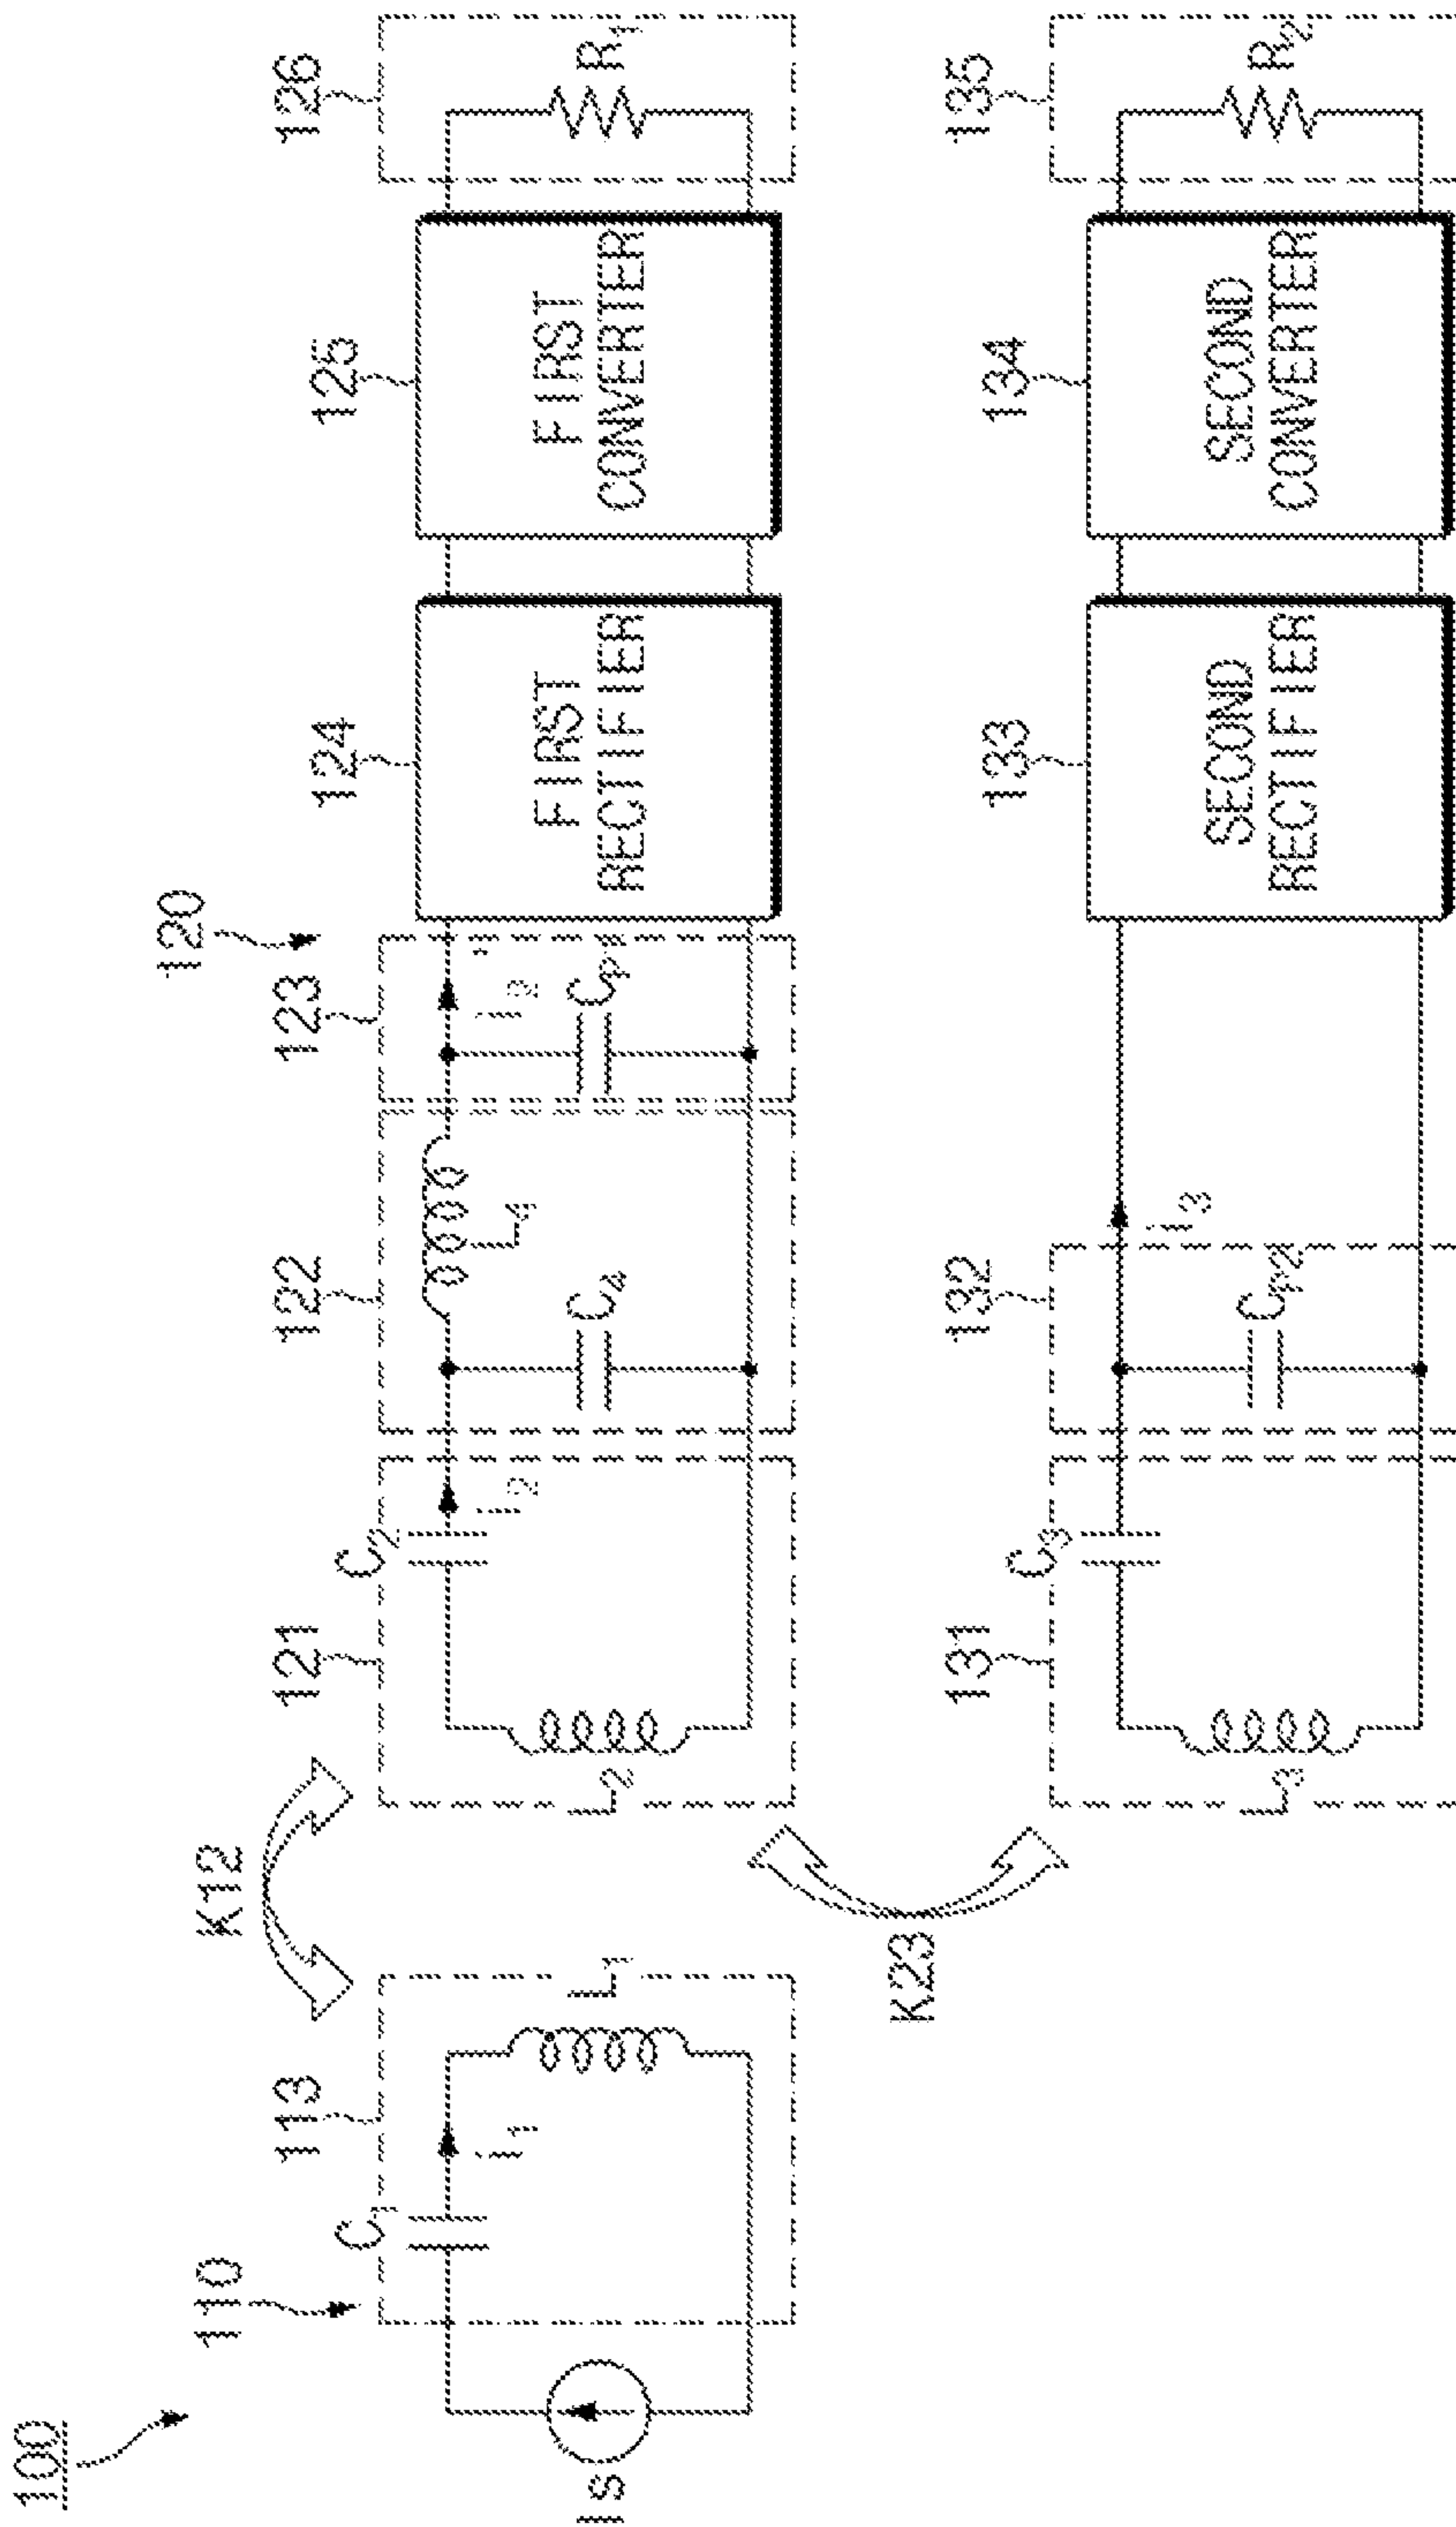 100
110
Is
C1
i1
113
L1
K12
K23
120
121
L2
C2
i2
122
Ca
L4
123
Cp1
i2'
124
FIRST
RECTIFIER
125
FIRST
CONVERTER
126
R1
131
L3
C3
132
Cp2
i3
133
SECOND
RECTIFIER
134
SECOND
CONVERTER
135